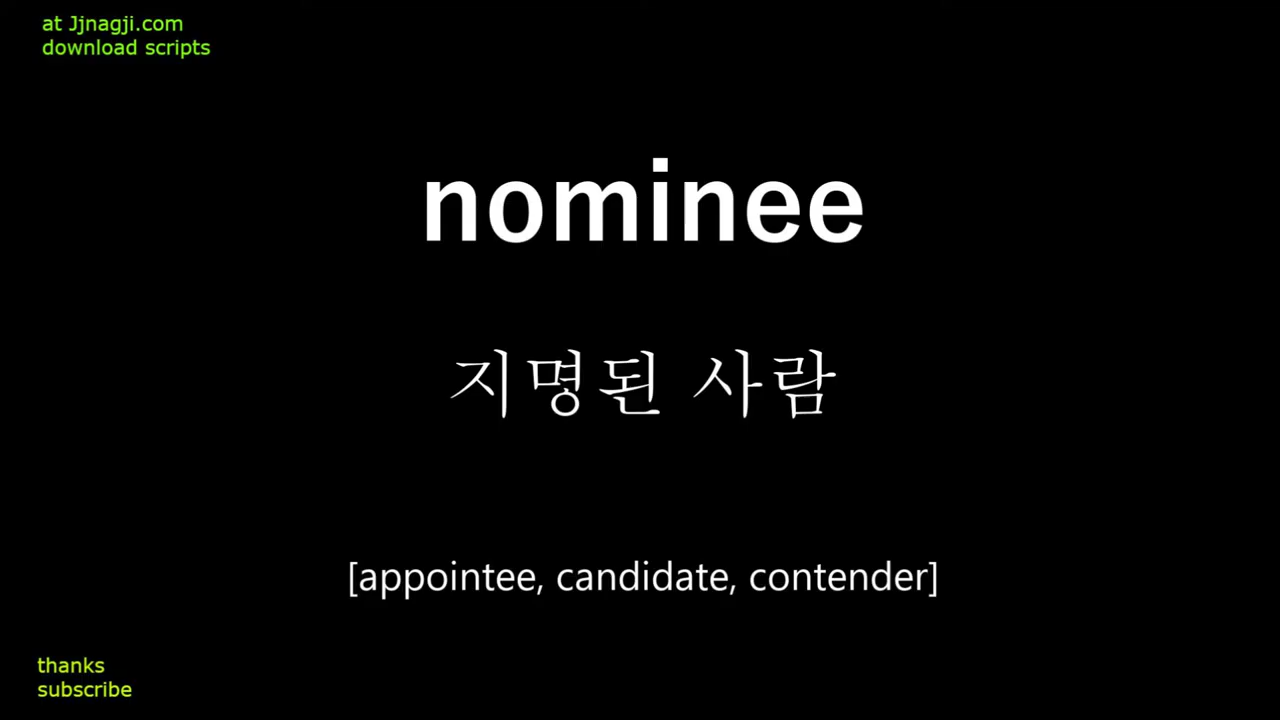 at Jjnagji.com
download scripts
nominee
지명된 사람
[appointee, candidate, contender]
thanks
subscribe